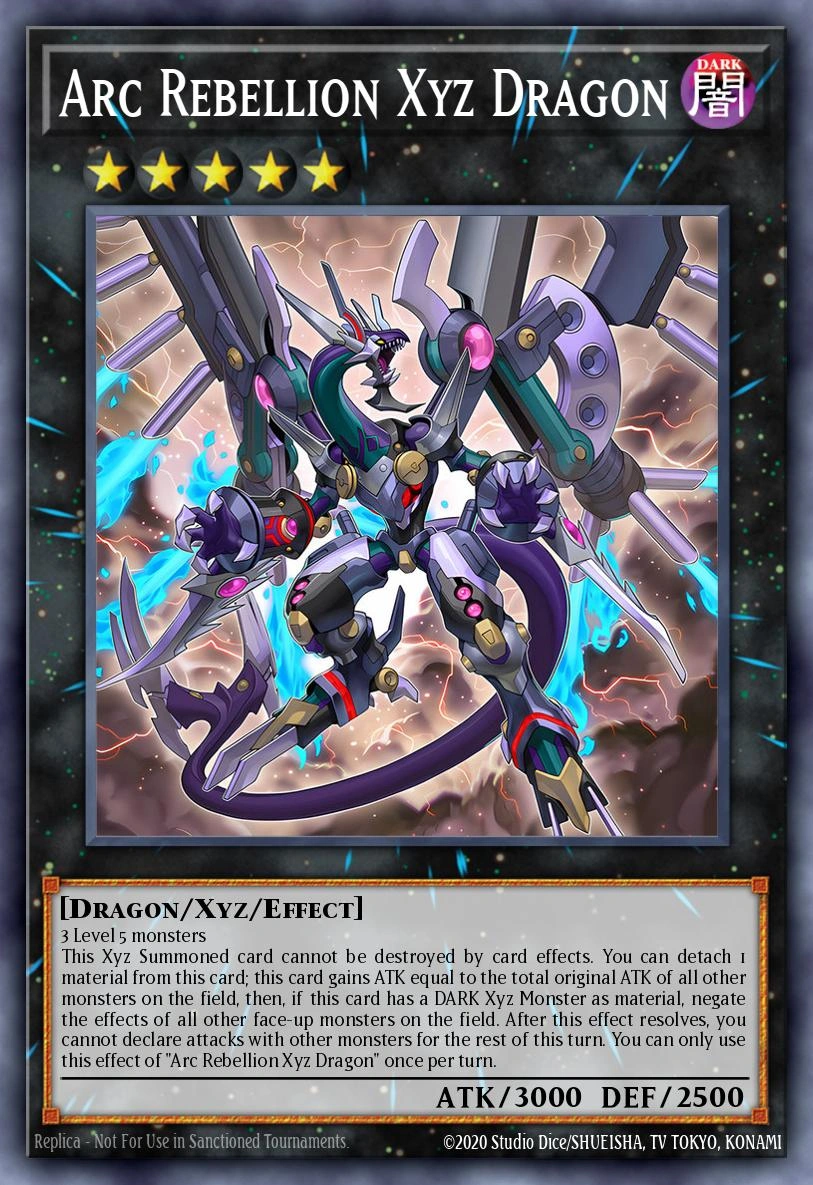 Arc Rebellion Xyz Dragon
DARK
闇
[Dragon/Xyz/Effect]
3 Level 5 monsters
This Xyz Summoned card cannot be destroyed by card effects. You can detach 1
material from this card; this card gains ATK equal to the total original ATK of all other
monsters on the field, then, if this card has a DARK Xyz Monster as material, negate
the effects of all other face-up monsters on the field. After this effect resolves, you
cannot declare attacks with other monsters for the rest of this turn. You can only use
this effect of "Arc Rebellion Xyz Dragon" once per turn.
ATK/3000 DEF/2500
Replica - Not For Use in Sanctioned Tournaments.
©2020 Studio Dice/SHUEISHA, TV TOKYO, KONAMI